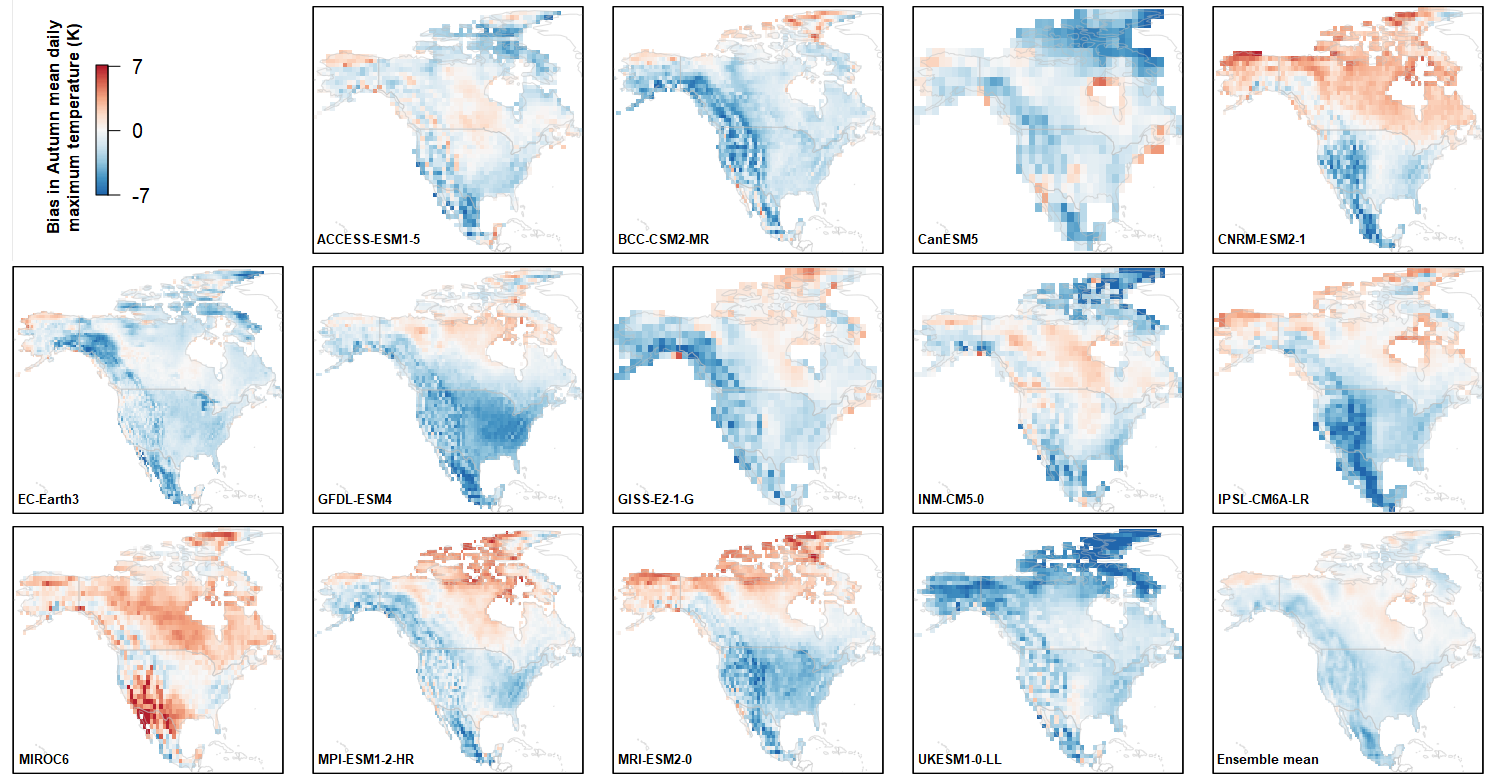 Bias in Autumn mean daily
maximum temperature (K)
7
0
-7
ACCESS-ESM1-5
BCC-CSM2-MR
CanESM5
CNRM-ESM2-1
EC-Earth3
GFDL-ESM4
GISS-E2-1-G
INM-CM5-0
IPSL-CM6A-LR
MIROC6
MPI-ESM1-2-HR
MRI-ESM2-0
UKESM1-0-LL
Ensemble mean